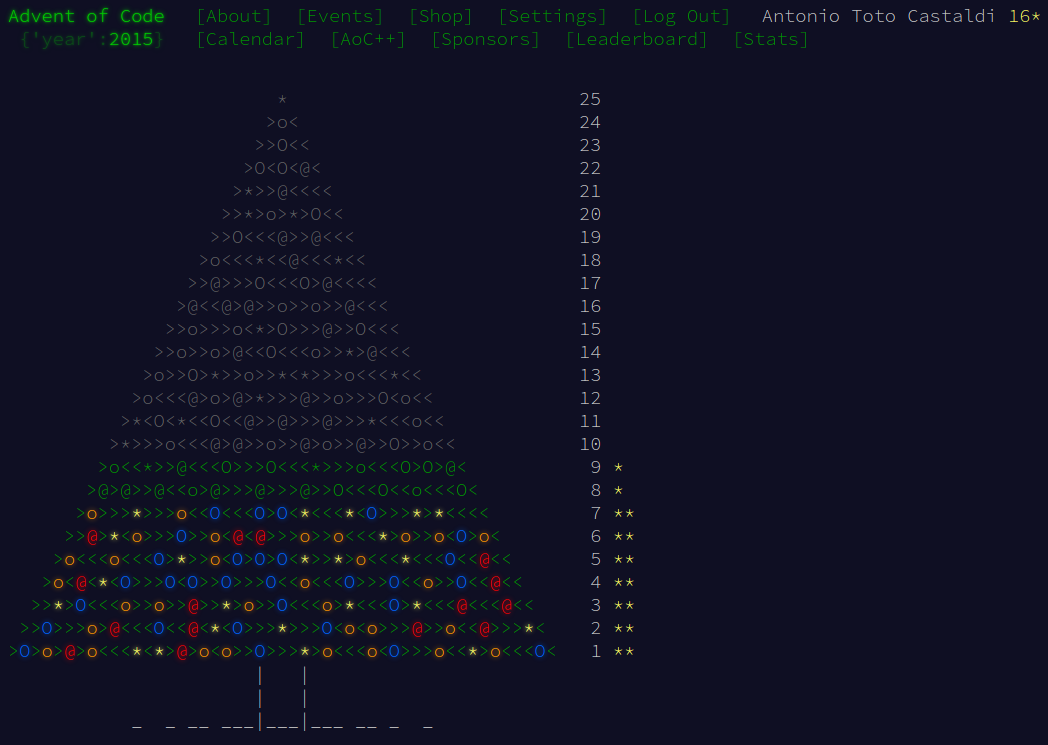 Advent of Code [About] [Events] [Shop] [Settings] [Log Out] Antonio Toto Castaldi 16*
{'year':2015} [Calendar] [AoC++] [Sponsors] [Leaderboard] [Stats]
* 25
>o< 24
>>O<< 23
>O<O<@< 22
>*>>@<<<< 21
>>*>o>*>O<< 20
>>O<<<@>>@<<< 19
>o<<<*<<@<<<*<< 18
>>@>>>O<<<O>@<<<< 17
>@<<@>@>>o>>o>>@<<< 16
>>o>>>o<*>O>>>@>>O<<< 15
>>o>>o>@<<O<<<o>>*>@<<< 14
>o>>O>*>>o>>*<*>>>o<<<*<< 13
>o<<<@>o>@>*>>>@>>o>>>O<o<< 12
>*<O<*<<O<<@>>@>>>@>>>*<<<o<< 11
>*>>>o<<<@>@>>o>>@>o>>@>>O>>o<< 10
>o<<*>>@<<<O>>>O<<<*>>>o<<<O>O>@< 9 *
>@>@>>@<<o>@>>>@>>>@>>O<<<O<<o<<<O< 8 *
>o>>>*>>>o<<O<<<O>O<*<<<*<O>>>*>*<<<< 7 **
>>@>*<o>>>O>>o<@<@>>>o>>o<<<*>o>>o<O>o< 6 **
>o<<<o<<<O>*>>o<O>O>O<*>>*>o<<<*<<<O<<@<< 5 **
>o<@<*<O>>>O<O>>O>>>O<<o<<<O>>>O<<o>>O<<@<< 4 **
>>*>O<<<o>>o>>@>>*>o>>O<<<o<*<<<O>*<<<@<<<@<< 3 **
>>O>>>o>@<<<O<<@<*<O>>>*>>>O<o<o>>>@>>o<<@>>>*< 2 **
>O>o>@>o<<<*<*>@>o<o>>O>>>*>o<<<o<O>>>o<<*>o<<<O< 1 **
| |
| |
_ _ __ ___|___|___ __ _ _